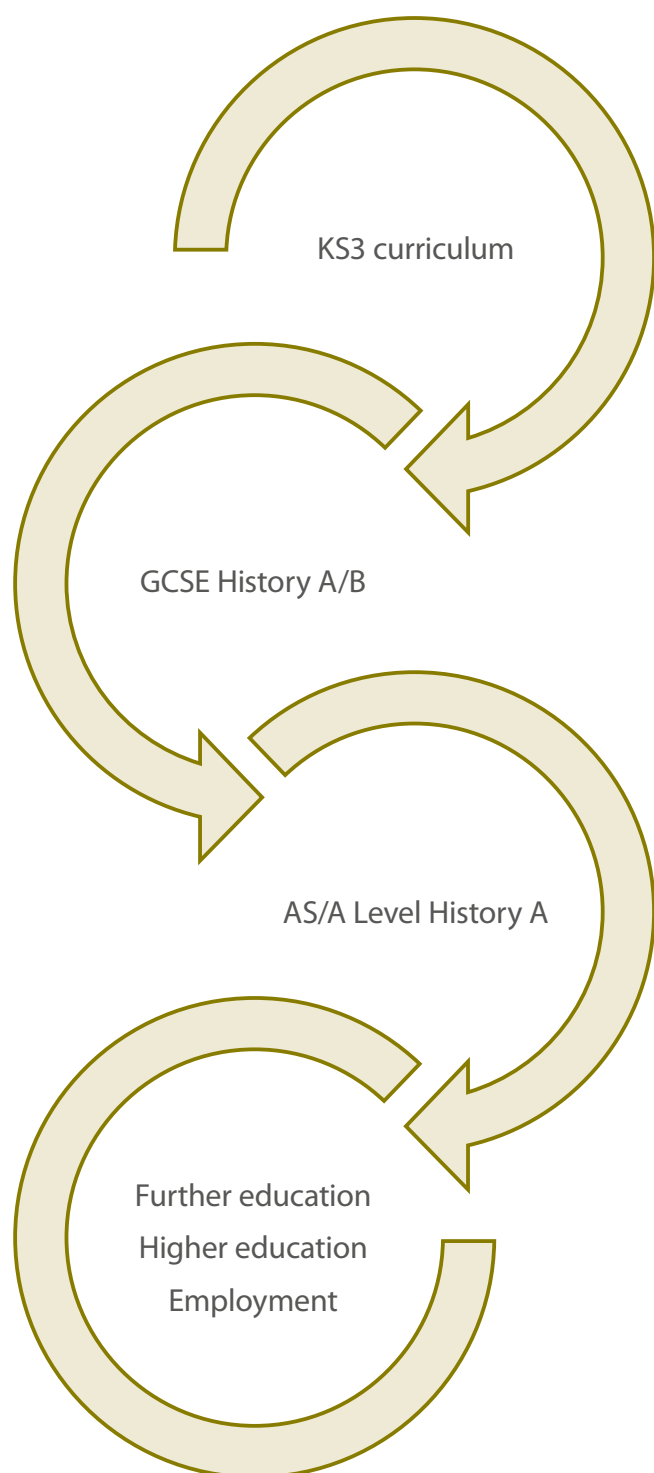 KS3 curriculum
GCSE History A/B
AS/A Level History A
Further education
Higher education
Employment